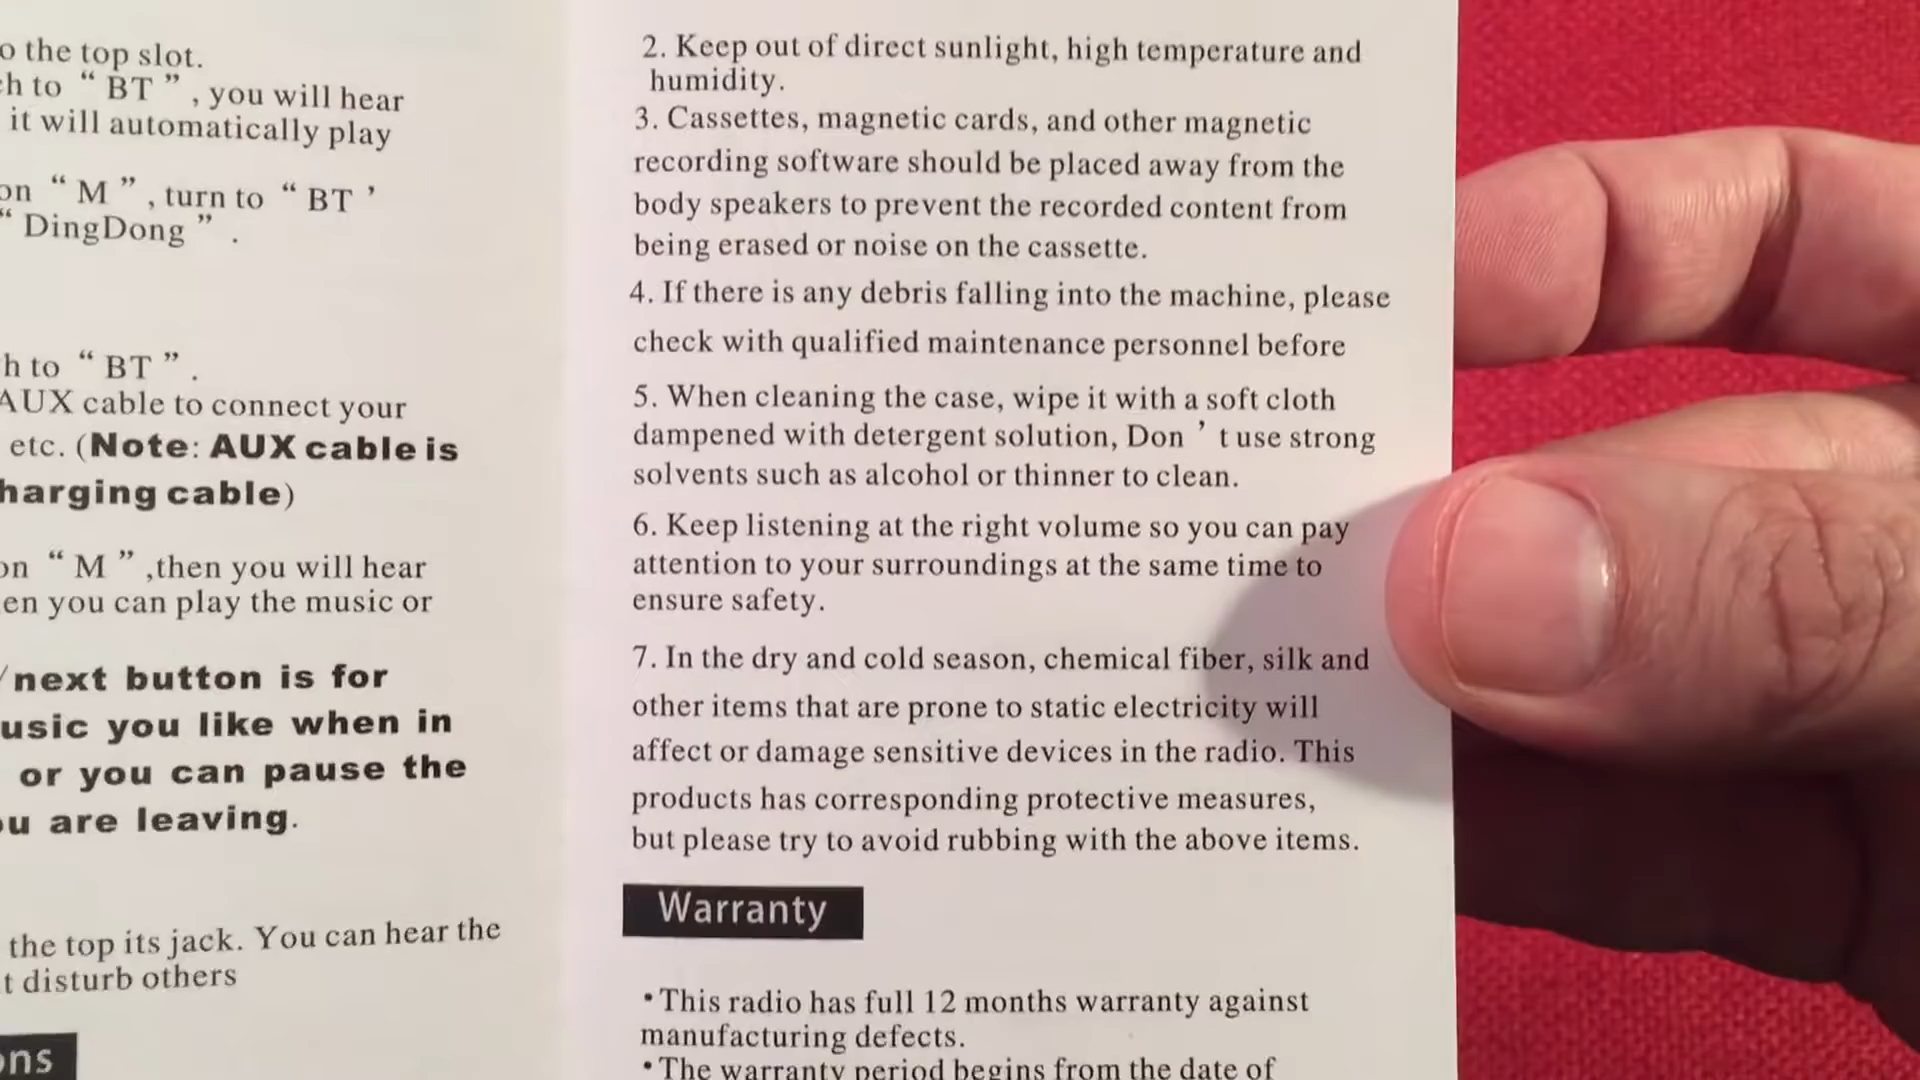 o the top slot.
h to “ BT ” , you will hear
it will automatically play
on “ M ” , turn to “ BT ’
“ DingDong ” .
h to “ BT ” .
AUX cable to connect your
etc. (Note: AUX cable is
harging cable)
on “ M ” ,then you will hear
en you can play the music or
/next button is for
usic you like when in
or you can pause the
ou are leaving.
the top its jack. You can hear the
t disturb others
ons
2. Keep out of direct sunlight, high temperature and
humidity.
3. Cassettes, magnetic cards, and other magnetic
recording software should be placed away from the
body speakers to prevent the recorded content from
being erased or noise on the cassette.
4. If there is any debris falling into the machine, please
check with qualified maintenance personnel before
5. When cleaning the case, wipe it with a soft cloth
dampened with detergent solution, Don ’ t use strong
solvents such as alcohol or thinner to clean.
6. Keep listening at the right volume so you can pay
attention to your surroundings at the same time to
ensure safety.
7. In the dry and cold season, chemical fiber, silk and
other items that are prone to static electricity will
affect or damage sensitive devices in the radio. This
products has corresponding protective measures,
but please try to avoid rubbing with the above items.
Warranty
•This radio has full 12 months warranty against
manufacturing defects.
•The warranty period begins from the date of